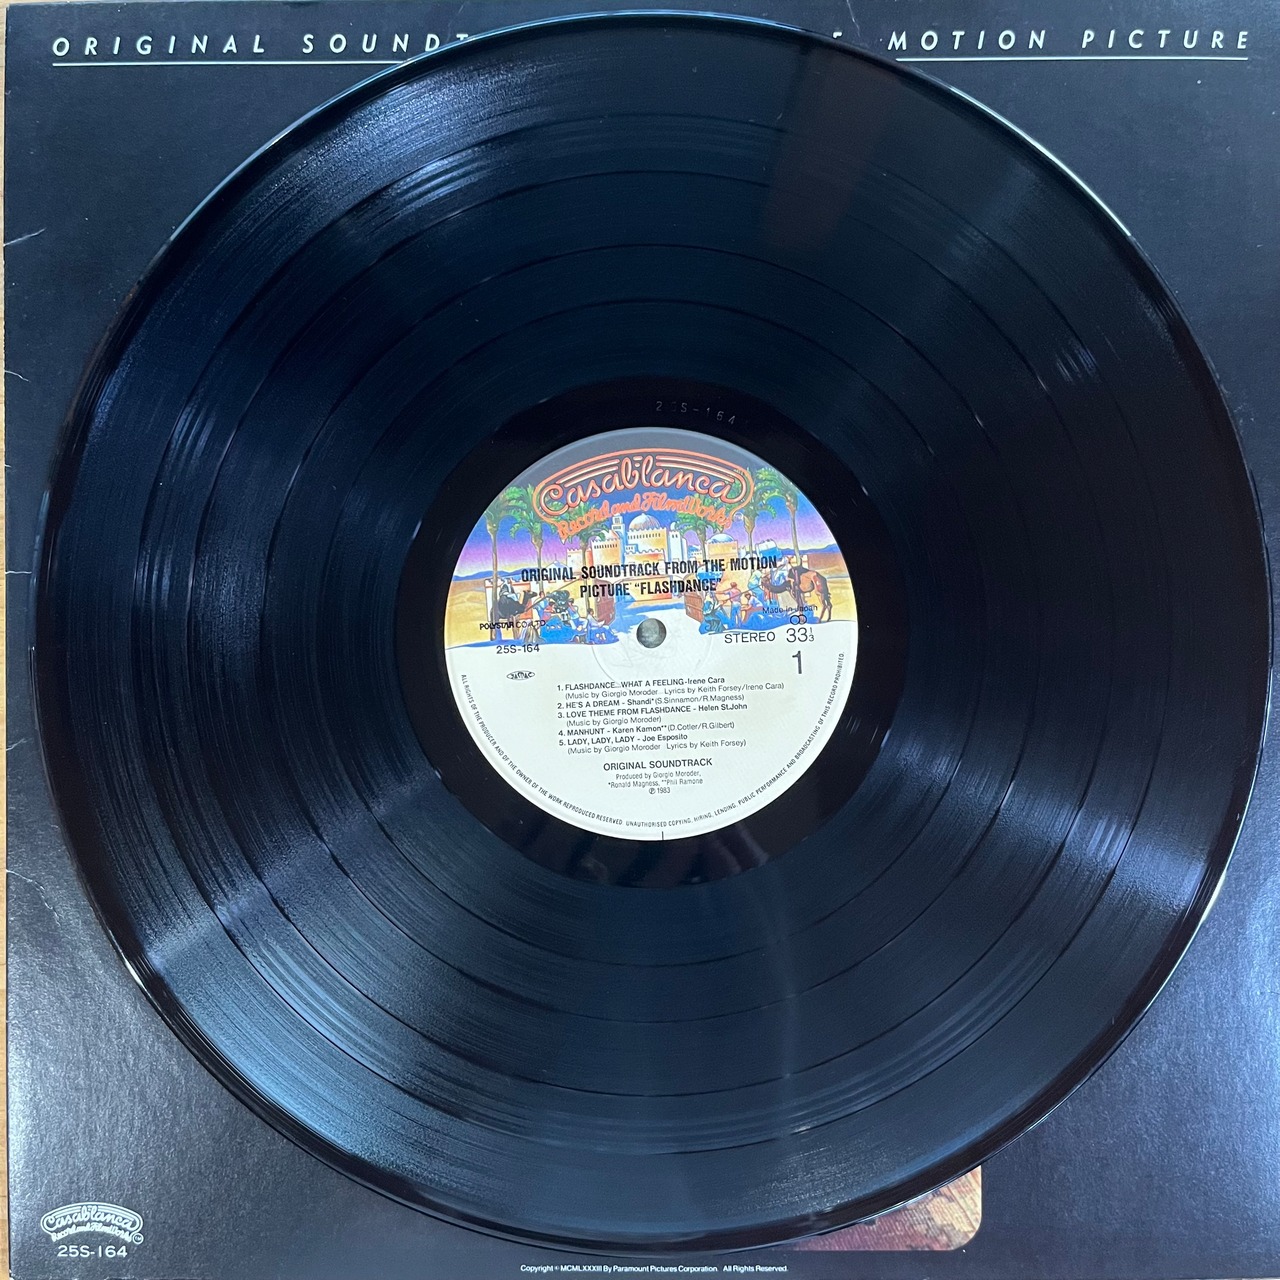 ORIGINAL SOUNDT
MOTION PICTURE
25S-164
Casablanca
Record and FilmWorks
ORIGINAL SOUNDTRACK FROM THE MOTION
PICTURE "FLASHDANCE"
POLYSTAR CO., LTD.
Made in Japan
25S-164
STEREO 33 1/3
1
JASRAC
1. FLASHDANCE...WHAT A FEELING-Irene Cara
(Music by Giorgio Moroder Lyrics by Keith Forsey/Irene Cara)
2. HE'S A DREAM - Shandi* (S.Sinnamon/R.Magness)
3. LOVE THEME FROM FLASHDANCE - Helen St.John
(Music by Giorgio Moroder)
4. MANHUNT - Karen Kamon** (D.Cotler/R.Gilbert)
5. LADY, LADY, LADY - Joe Esposito
(Music by Giorgio Moroder Lyrics by Keith Forsey)
ORIGINAL SOUNDTRACK
Produced by Giorgio Moroder,
*Ronald Magness, **Phil Ramone
℗ 1983
ALL RIGHTS OF THE PRODUCER AND OF THE OWNER OF THE WORK REPRODUCED RESERVED. UNAUTHORISED COPYING, HIRING, LENDING, PUBLIC PERFORMANCE AND BROADCASTING OF THIS RECORD PROHIBITED.
Casablanca
Record and FilmWorks TM
25S-164
Copyright © MCMLXXXIII By Paramount Pictures Corporation. All Rights Reserved.